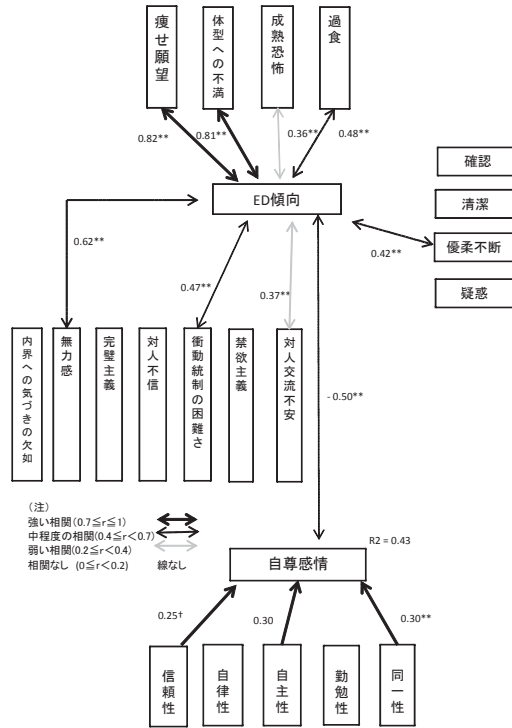 痩せ願望
体型への不満
成熟恐怖
過食
0.82**
0.81**
0.36**
0.48**
ED傾向
確認
清潔
優柔不断
疑惑
0.62**
0.47**
0.37**
0.42**
内界への気づきの欠如
無力感
完璧主義
対人不信
衝動統制の困難さ
禁欲主義
対人交流不安
- 0.50**
（注）
強い相関(0.7≦r≦1)
中程度の相関(0.4≦r＜0.7)
弱い相関(0.2≦r＜0.4)
相関なし (0≦r＜0.2) 線なし
R2 = 0.43
自尊感情
0.25†
0.30
0.30**
信頼性
自律性
自主性
勤勉性
同一性